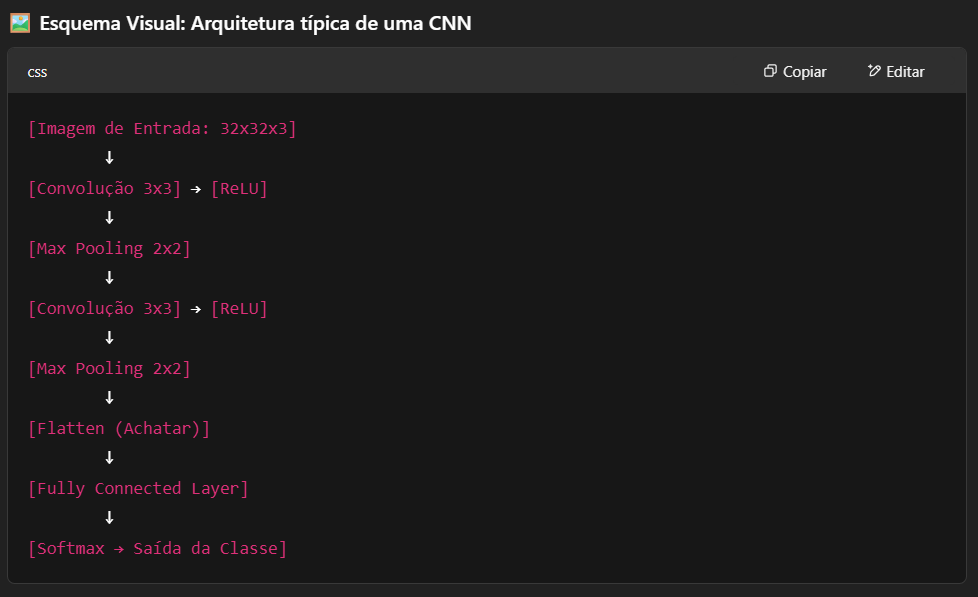 🖼️ Esquema Visual: Arquitetura típica de uma CNN
css Copiar Editar
[Imagem de Entrada: 32x32x3]
↓
[Convolução 3x3] → [ReLU]
↓
[Max Pooling 2x2]
↓
[Convolução 3x3] → [ReLU]
↓
[Max Pooling 2x2]
↓
[Flatten (Achatar)]
↓
[Fully Connected Layer]
↓
[Softmax → Saída da Classe]